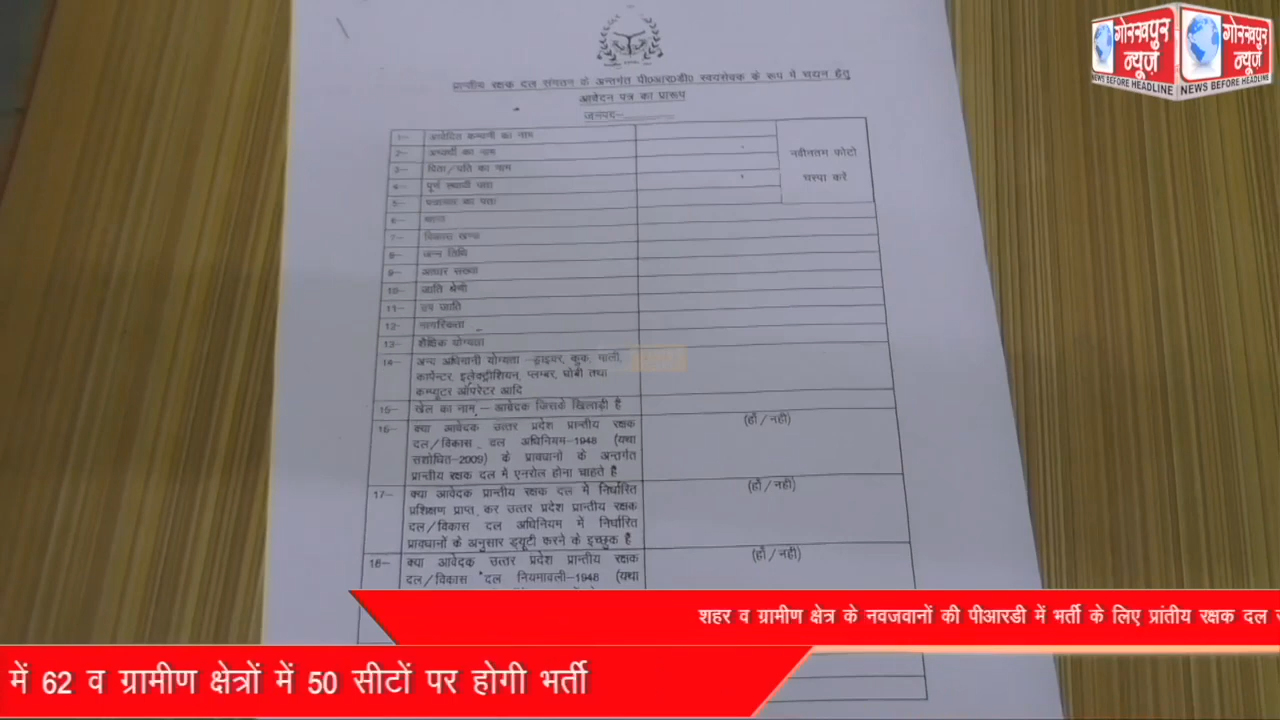 प्रान्तीय रक्षक दल संगठन के अन्तर्गत पी०आर०डी० स्वयंसेवक के रूप में चयन हेतु
आवेदन पत्र का प्रारूप
जनपद-
गोरखपुर न्यूज़
NEWS BEFORE HEADLINE
गोरखपुर न्यूज़
NEWS BEFORE HEADLINE
1- आवेदित कम्पनी का नाम
2- अभ्यर्थी का नाम
3- पिता/पति का नाम
4- पूर्ण स्थायी पता
5- पत्राचार का पता
नवीनतम फोटो
चस्पा करें
6- थाना
7- विकास खण्ड
8- जन्म तिथि
9- आधार संख्या
10- जाति श्रेणी
11- उप जाति
12- नागरिकता
13- शैक्षिक योग्यता
14- अन्य अधिमानी योग्यता -ड्राइवर, कुक, माली,
कारपेन्टर, इलेक्ट्रीशियन, प्लम्बर, धोबी तथा
कम्प्यूटर ऑपरेटर आदि
15- खेल का नाम - आवेदक जिसके खिलाड़ी है
16- क्या आवेदक उत्तर प्रदेश प्रान्तीय रक्षक
दल/विकास दल अधिनियम-1948 (यथा
संशोधित-2009) के प्रावधानों के अन्तर्गत
प्रान्तीय रक्षक दल में एनरोल होना चाहते है
(हाँ/नही)
17- क्या आवेदक प्रान्तीय रक्षक दल में निर्धारित
प्रशिक्षण प्राप्त कर उत्तर प्रदेश प्रान्तीय रक्षक
दल/विकास दल अधिनियम में निर्धारित
प्रावधानों के अनुसार ड्यूटी करने के इच्छुक है
(हाँ/नही)
18- क्या आवेदक उत्तर प्रदेश प्रान्तीय रक्षक
दल/विकास दल नियमावली-1948 (यथा
(हाँ/नही)
शहर व ग्रामीण क्षेत्र के नवजवानों की पीआरडी में भर्ती के लिए प्रांतीय रक्षक दल
में 62 व ग्रामीण क्षेत्रों में 50 सीटों पर होगी भर्ती